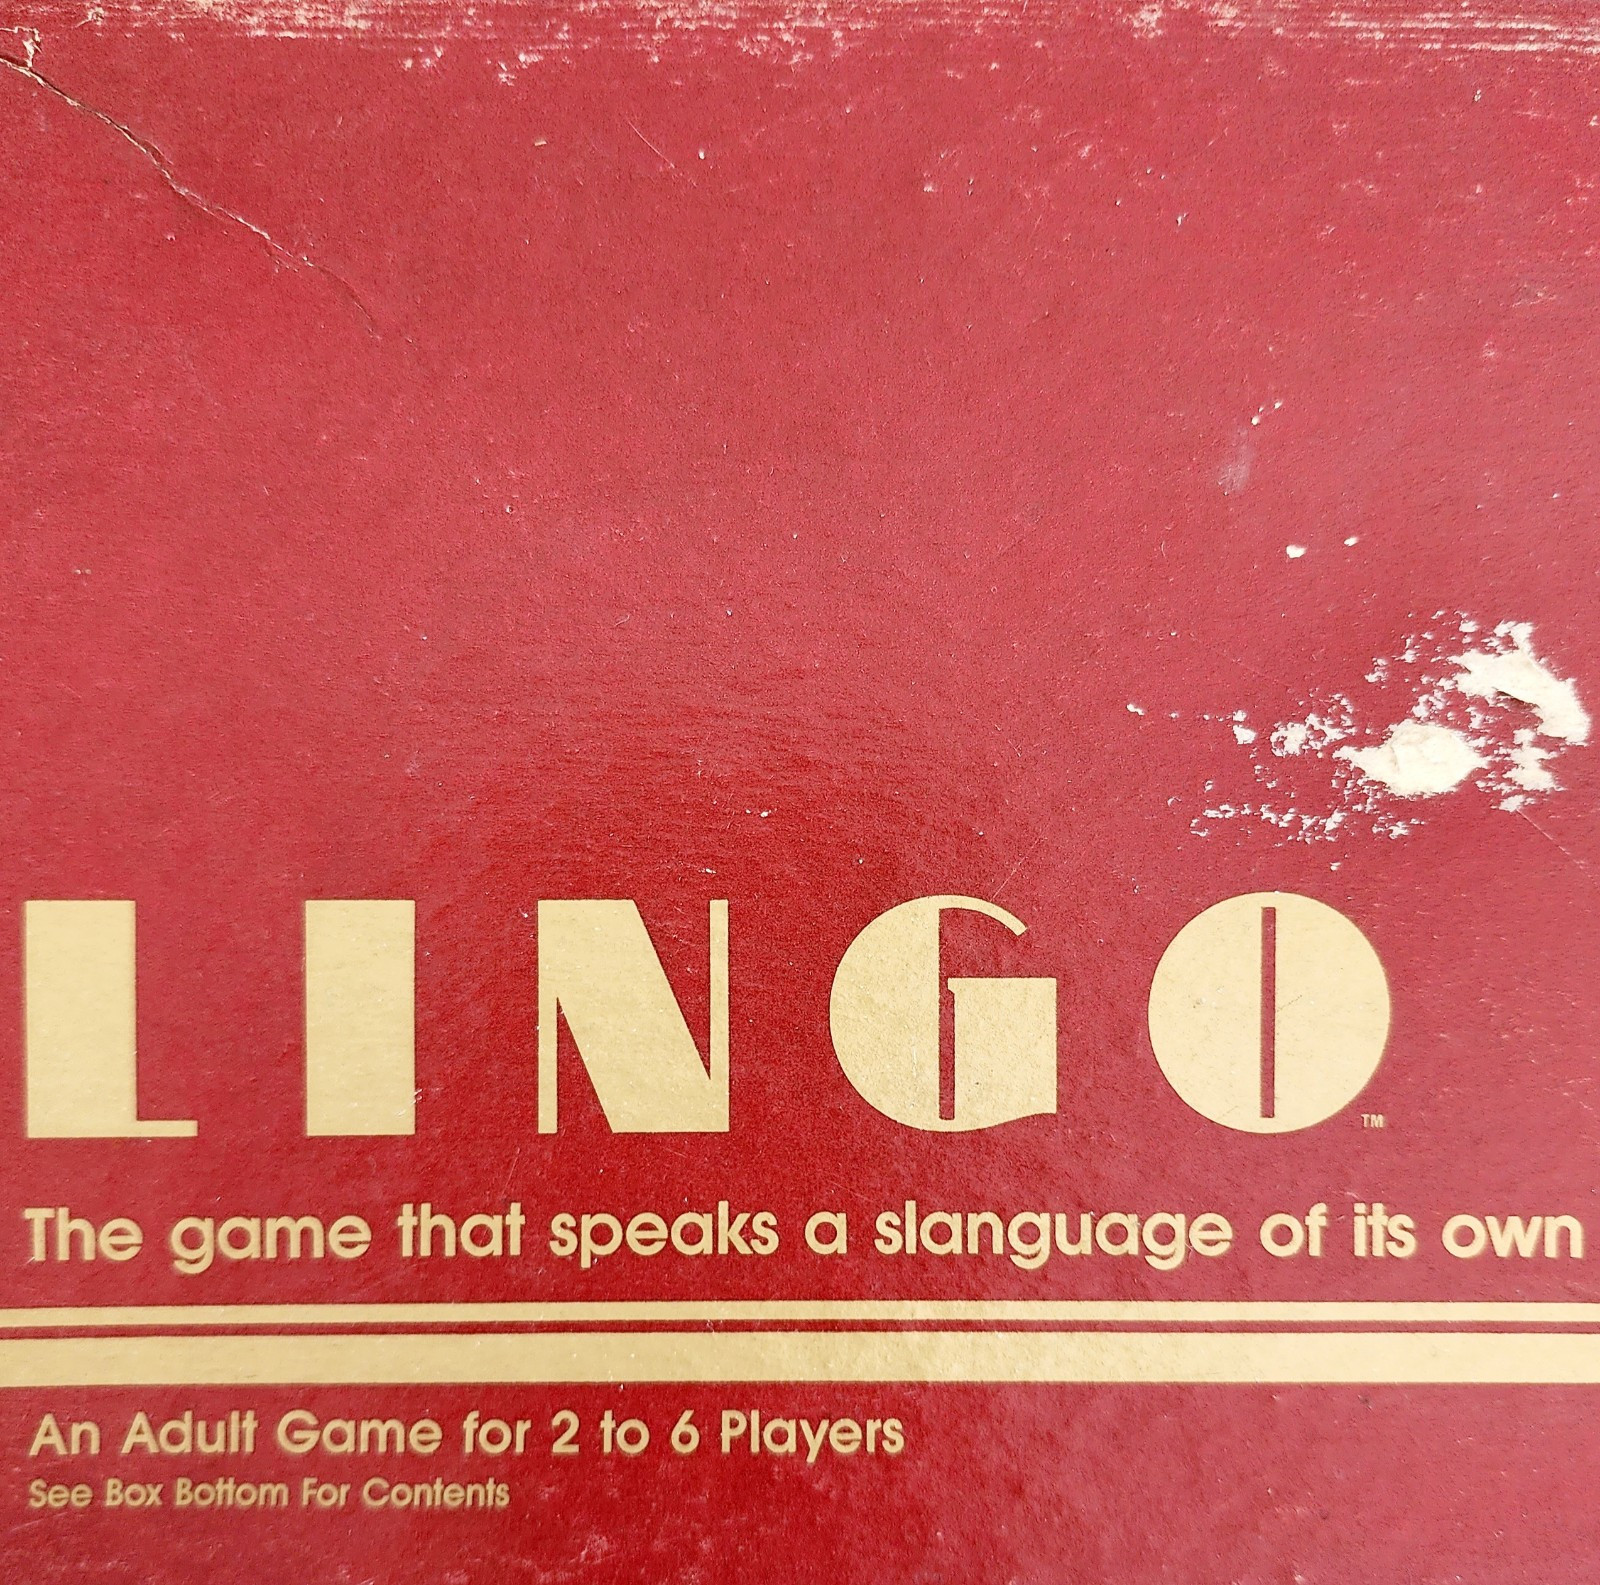 LINGO™
The game that speaks a slanguage of its own
An Adult Game for 2 to 6 Players
See Box Bottom For Contents